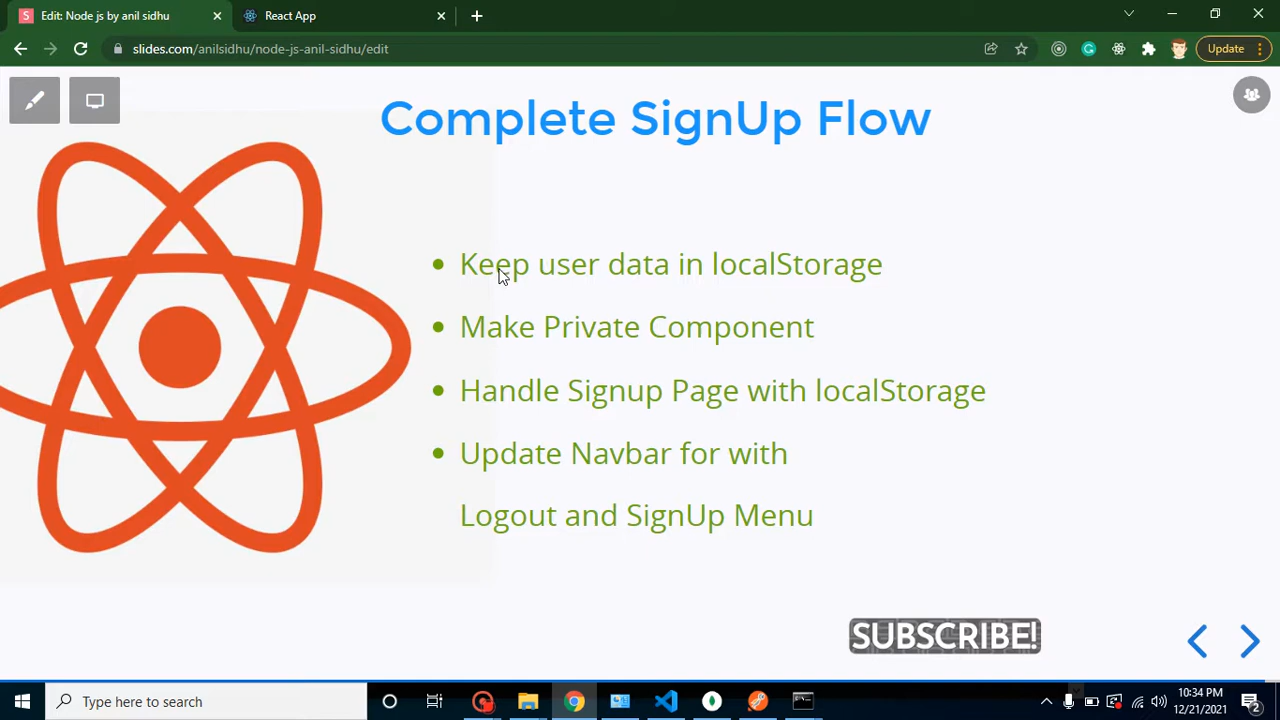 Edit: Node js by anil sidhu
React App
slides.com/anilsidhu/node-js-anil-sidhu/edit
Update
Complete SignUp Flow
Keep user data in localStorage
Make Private Component
Handle Signup Page with localStorage
Update Navbar for with
Logout and SignUp Menu
SUBSCRIBE!
Type here to search
10:34 PM
12/21/2021
2